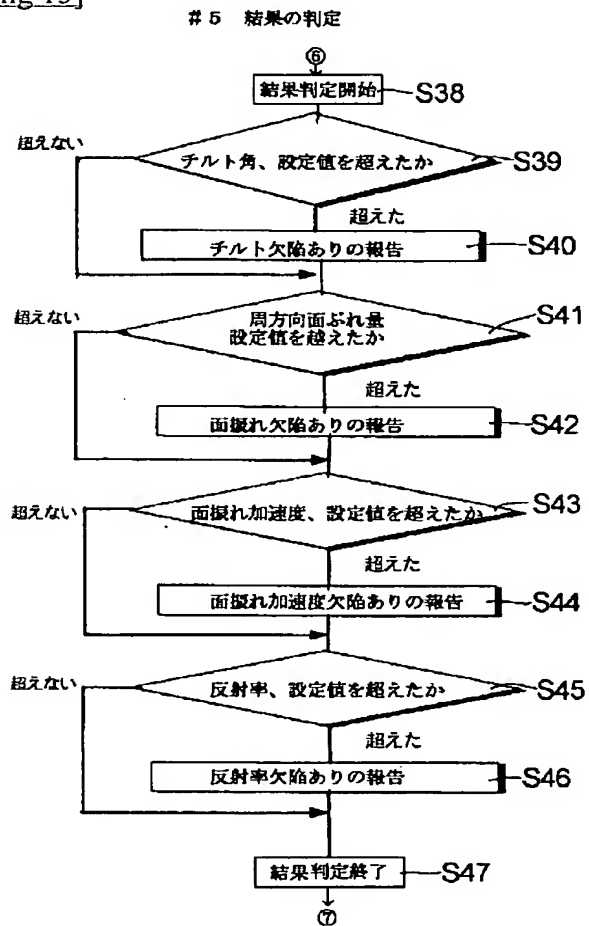 ng 15]
#5 結果の判定
⑥
結果判定開始 S38
超えない
チルト角、設定値を超えたか S39
超えた
チルト欠陥ありの報告 S40
超えない
周方向面ぶれ量
設定値を越えたか S41
超えた
面振れ欠陥ありの報告 S42
超えない
面振れ加速度、設定値を超えたか S43
超えた
面振れ加速度欠陥ありの報告 S44
超えない
反射率、設定値を超えたか S45
超えた
反射率欠陥ありの報告 S46
結果判定終了 S47
⑦